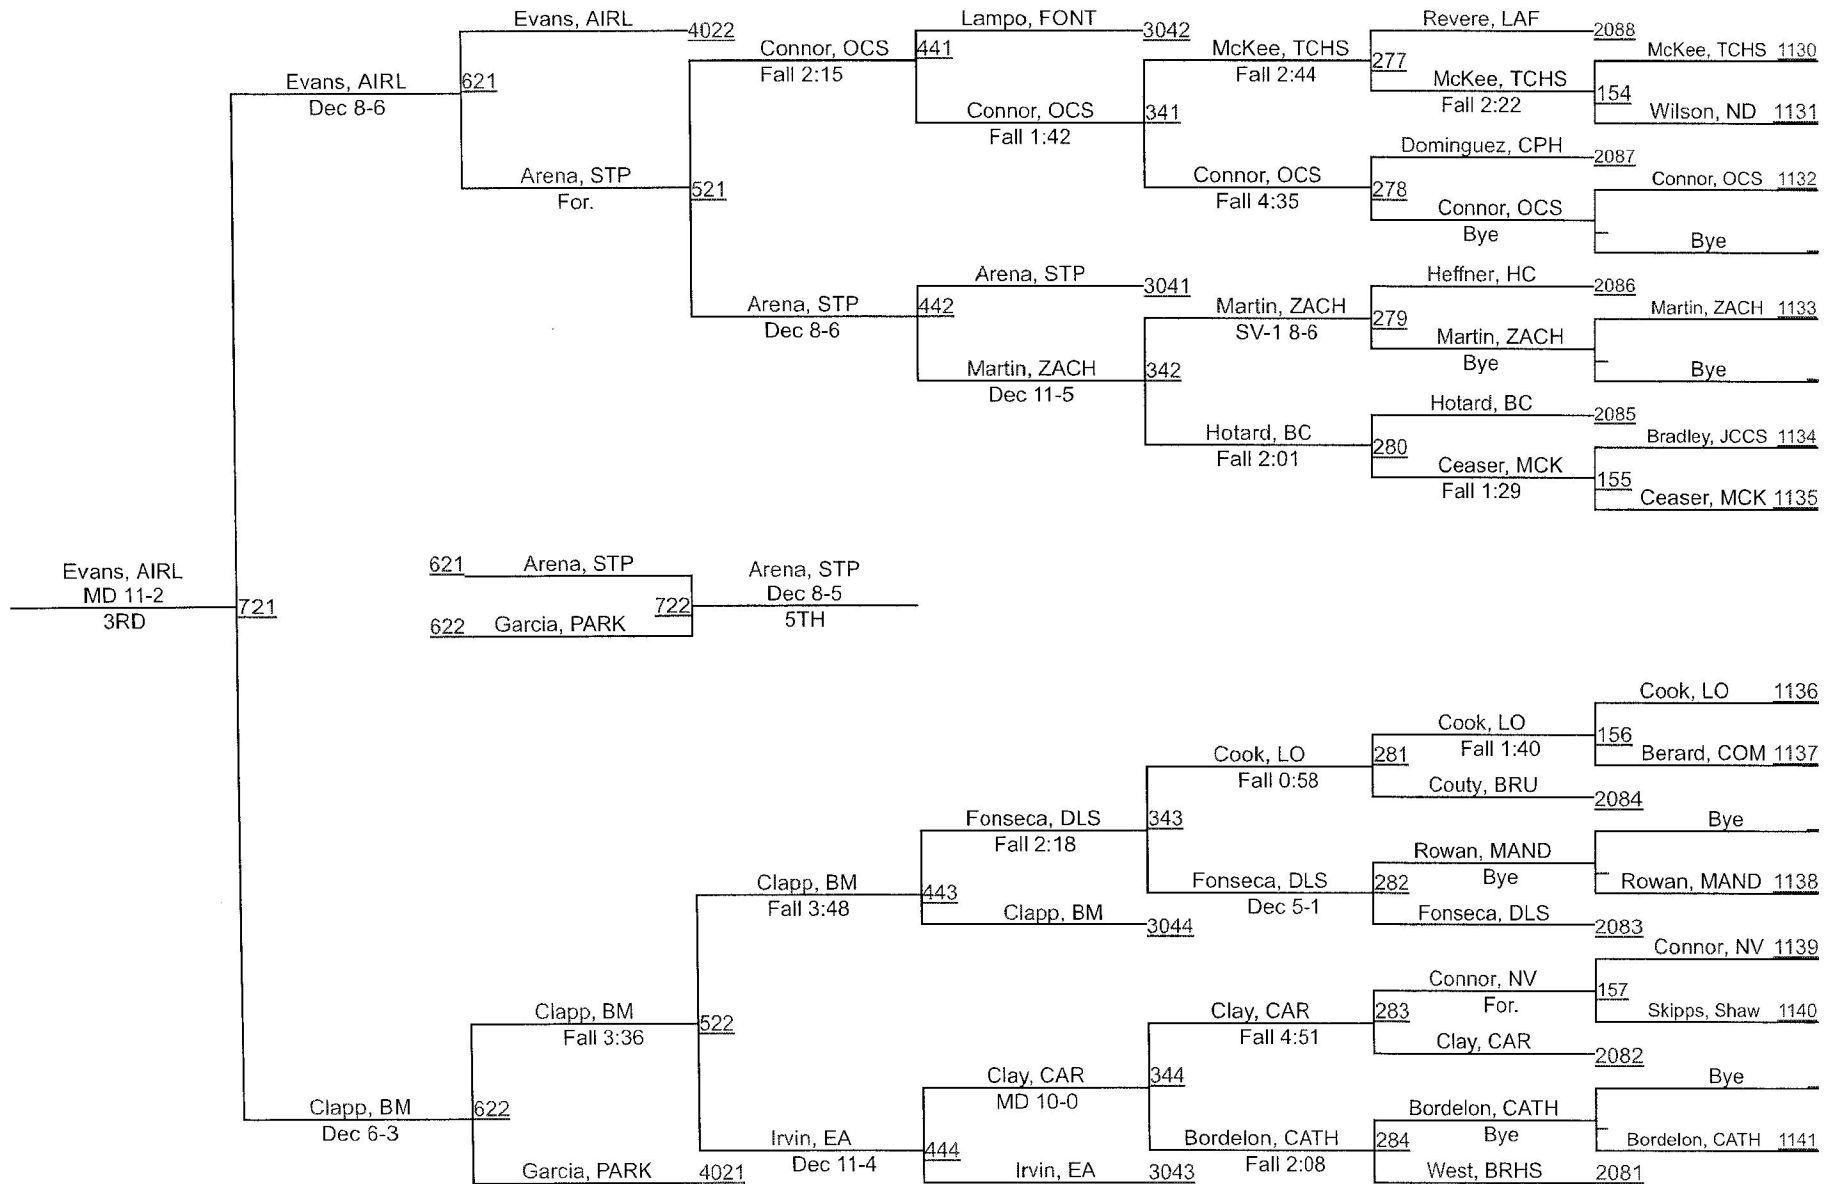 Evans, AIRL 4022
Lampo, FONT 3042
Revere, LAF 2088
Connor, OCS 441
Fall 2:15
McKee, TCHS 277
Fall 2:44
McKee, TCHS 1130
Evans, AIRL 621
Dec 8-6
McKee, TCHS 154
Fall 2:22
Connor, OCS 341
Fall 1:42
Wilson, ND 1131
Dominguez, CPH 2087
Arena, STP 521
For.
Connor, OCS 278
Fall 4:35
Connor, OCS 1132
Connor, OCS
Bye
Bye
Arena, STP 3041
Heffner, HC 2086
Arena, STP 442
Dec 8-6
Martin, ZACH 279
SV-1 8-6
Martin, ZACH 1133
Martin, ZACH
Bye
Martin, ZACH 342
Dec 11-5
Bye
Hotard, BC 2085
Hotard, BC 280
Fall 2:01
Bradley, JCCS 1134
Ceaser, MCK 155
Fall 1:29
Ceaser, MCK 1135
Evans, AIRL
MD 11-2 721
3RD
621 Arena, STP
Arena, STP
Dec 8-5
722
5TH
622 Garcia, PARK
Cook, LO 1136
Cook, LO 156
Fall 1:40
Cook, LO 281
Fall 0:58
Berard, COM 1137
Couty, BRU 2084
Fonseca, DLS 343
Fall 2:18
Bye
Rowan, MAND
Bye
Clapp, BM 443
Fall 3:48
Fonseca, DLS 282
Dec 5-1
Rowan, MAND 1138
Clapp, BM 3044
Fonseca, DLS 2083
Connor, NV 1139
Connor, NV 157
For.
Clapp, BM 522
Fall 3:36
Clay, CAR 283
Fall 4:51
Skipps, Shaw 1140
Clay, CAR 2082
Clay, CAR 344
MD 10-0
Bye
Clapp, BM 622
Dec 6-3
Bordelon, CATH
Bye
Irvin, EA 444
Dec 11-4
Bordelon, CATH 284
Fall 2:08
Bordelon, CATH 1141
Garcia, PARK 4021
Irvin, EA 3043
West, BRHS 2081